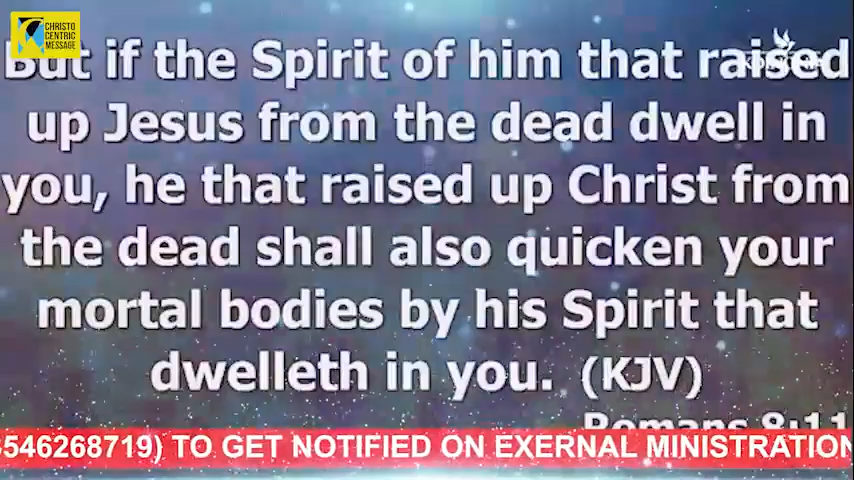 CHRISTO
CENTRIC
MESSAGE
But if the Spirit of him that raised
up Jesus from the dead dwell in
you, he that raised up Christ from
the dead shall also quicken your
mortal bodies by his Spirit that
dwelleth in you. (KJV)
Romans 8:11
546268719) TO GET NOTIFIED ON EXERNAL MINISTRATION